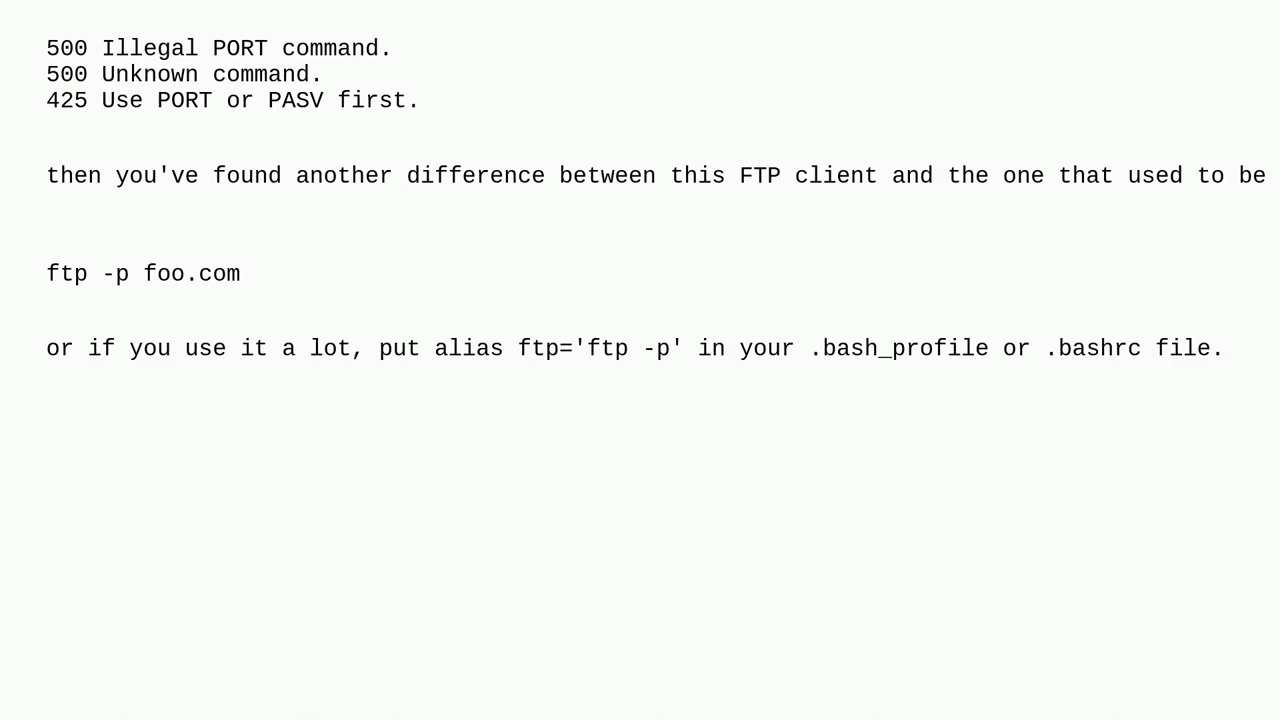 500 Illegal PORT command.
500 Unknown command.
425 Use PORT or PASV first.
then you've found another difference between this FTP client and the one that used to be
ftp -p foo.com
or if you use it a lot, put alias ftp='ftp -p' in your .bash_profile or .bashrc file.